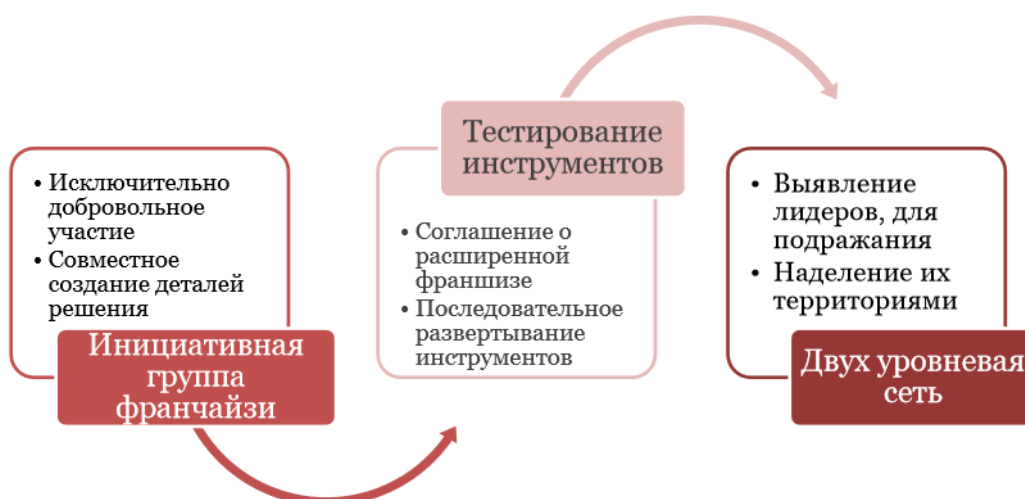 • Исключительно
добровольное
участие
• Совместное
создание деталей
решения
Инициативная
группа
франчайзи
Тестирование
инструментов
• Соглашение о
расширенной
франшизе
• Последовательное
развертывание
инструментов
• Выявление
лидеров, для
подражания
• Наделение их
территориями
Двух уровневая
сеть